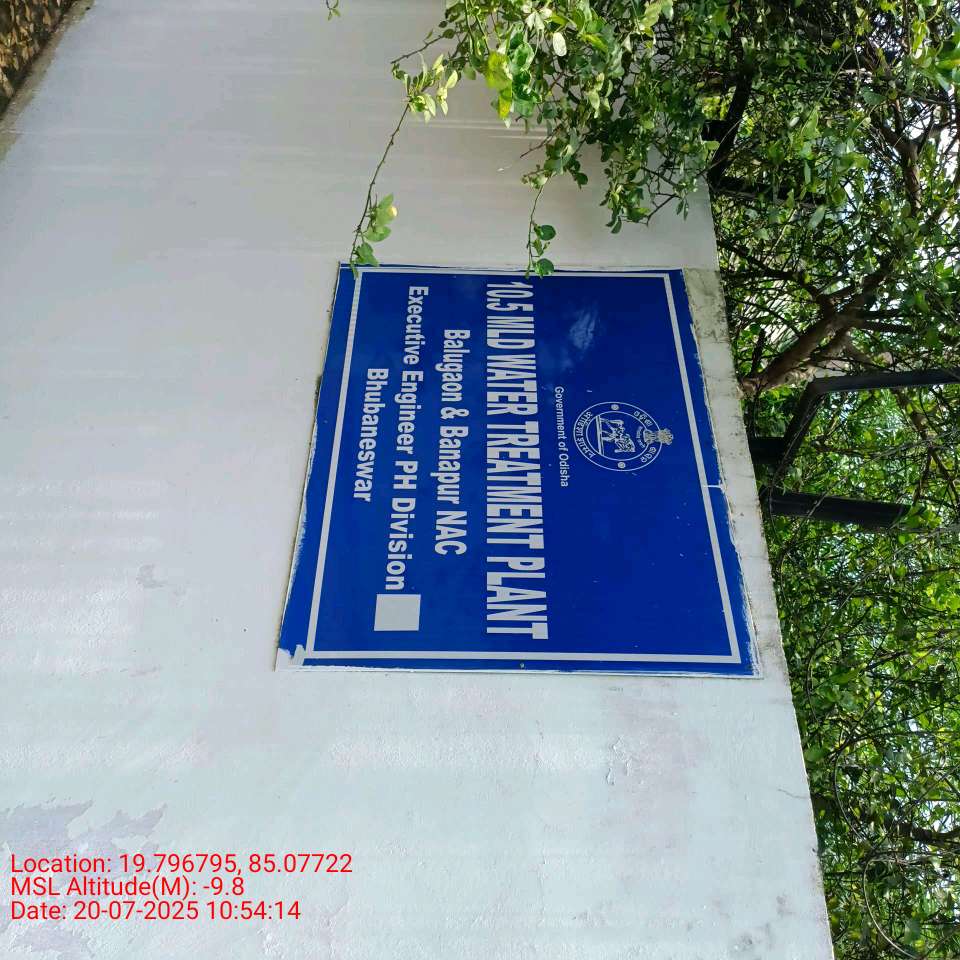 Government of Odisha
10.5 MLD WATER TREATMENT PLANT
Balugaon & Banapur NAC
Executive Engineer PH Division
Bhubaneswar
Location: 19.796795, 85.07722
MSL Altitude(M): -9.8
Date: 20-07-2025 10:54:14